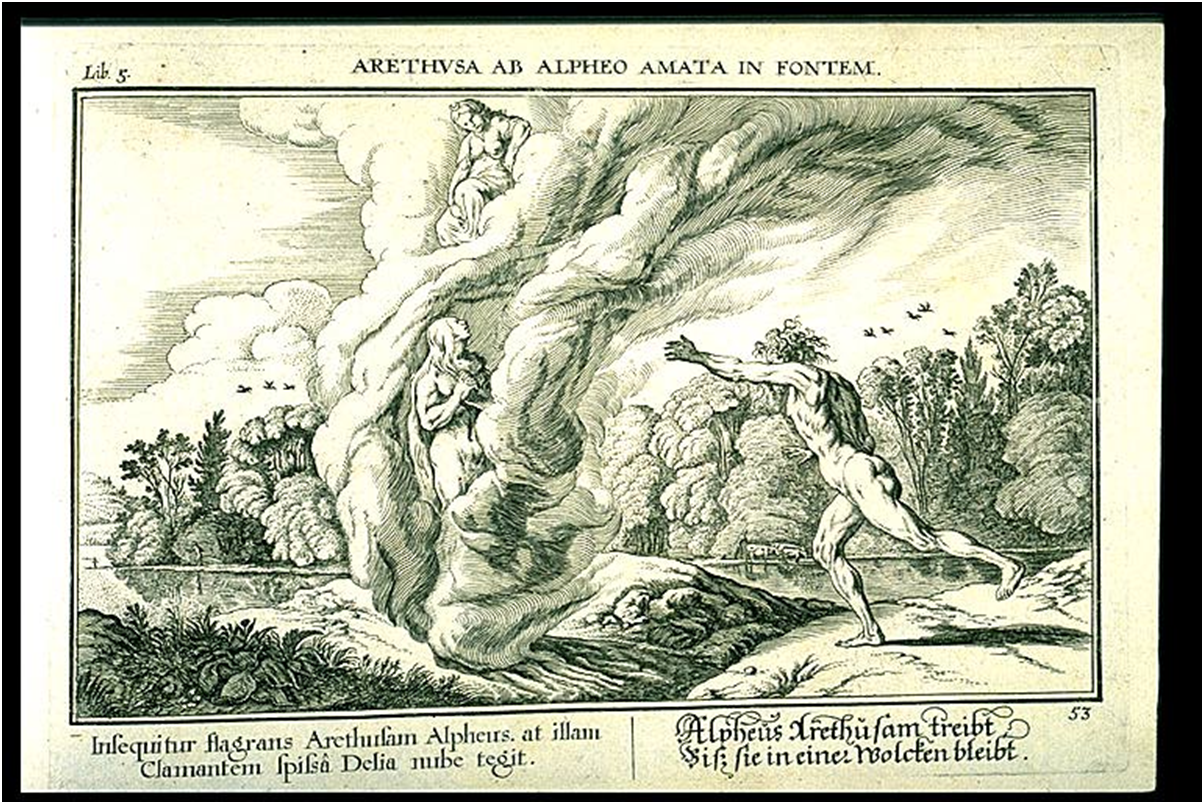 Lib. 5.
ARETHVSA AB ALPHEO AMATA IN FONTEM.
Insequitur flagrans Arethusam Alpheus. at illam
Clamantem spissâ Delia nube tegit.
Alpheus Arethusam treibt
Biß sie in einer Wolcken bleibt.
53